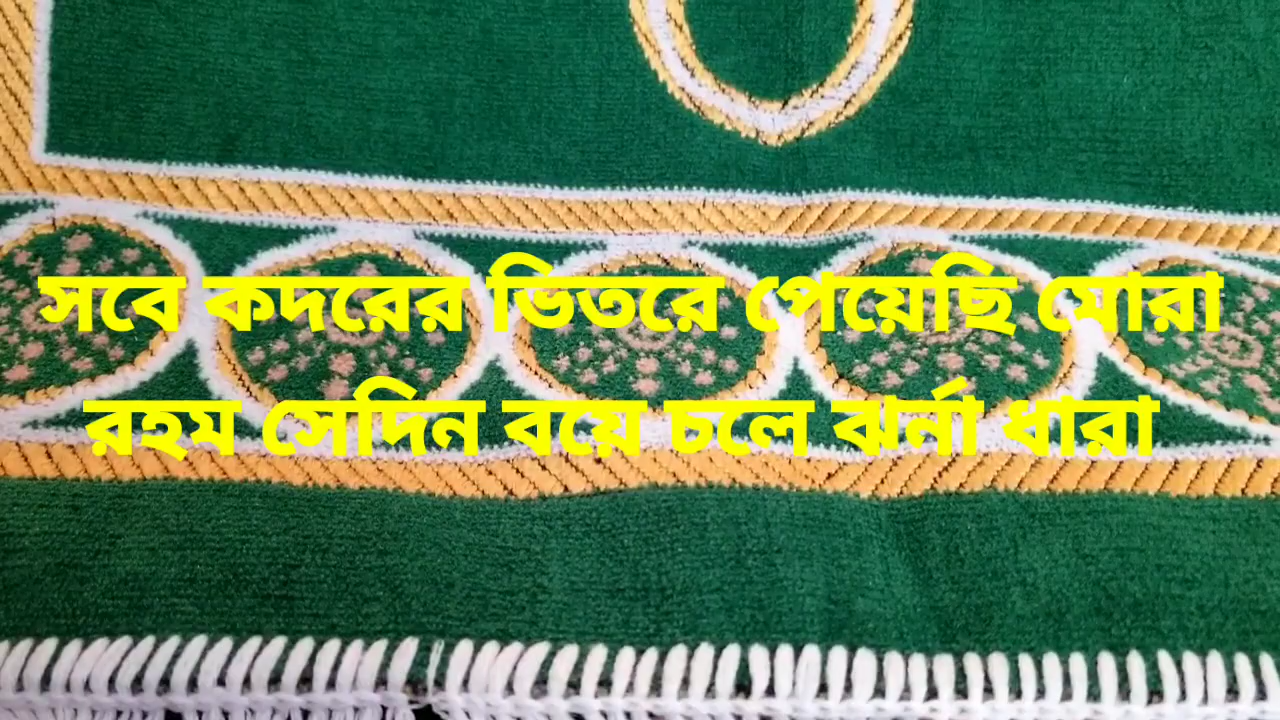 সবে কদরের ভিতরে পেয়েছি মোরা
রহম সেদিন বয়ে চলে ঝর্না ধারা